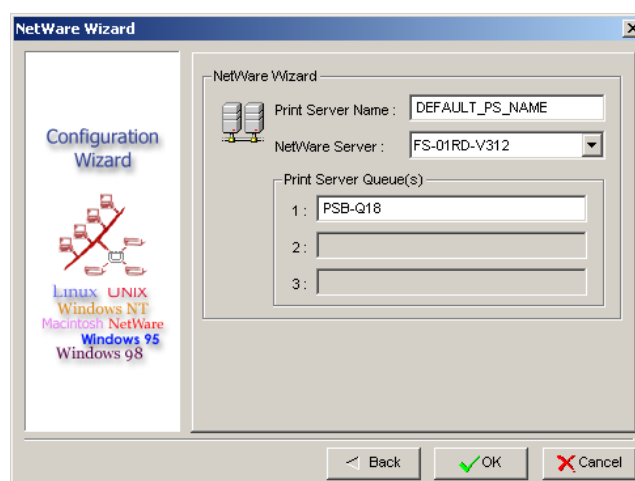 NetWare Wizard
Configuration
Wizard
Linux UNIX
Windows NT
Macintosh NetWare
Windows 95
Windows 98
NetWare Wizard
Print Server Name : DEFAULT_PS_NAME
NetWare Server : FS-01RD-V312
Print Server Queue(s)
1 : PSB-Q18
2 :
3 :
< Back OK Cancel